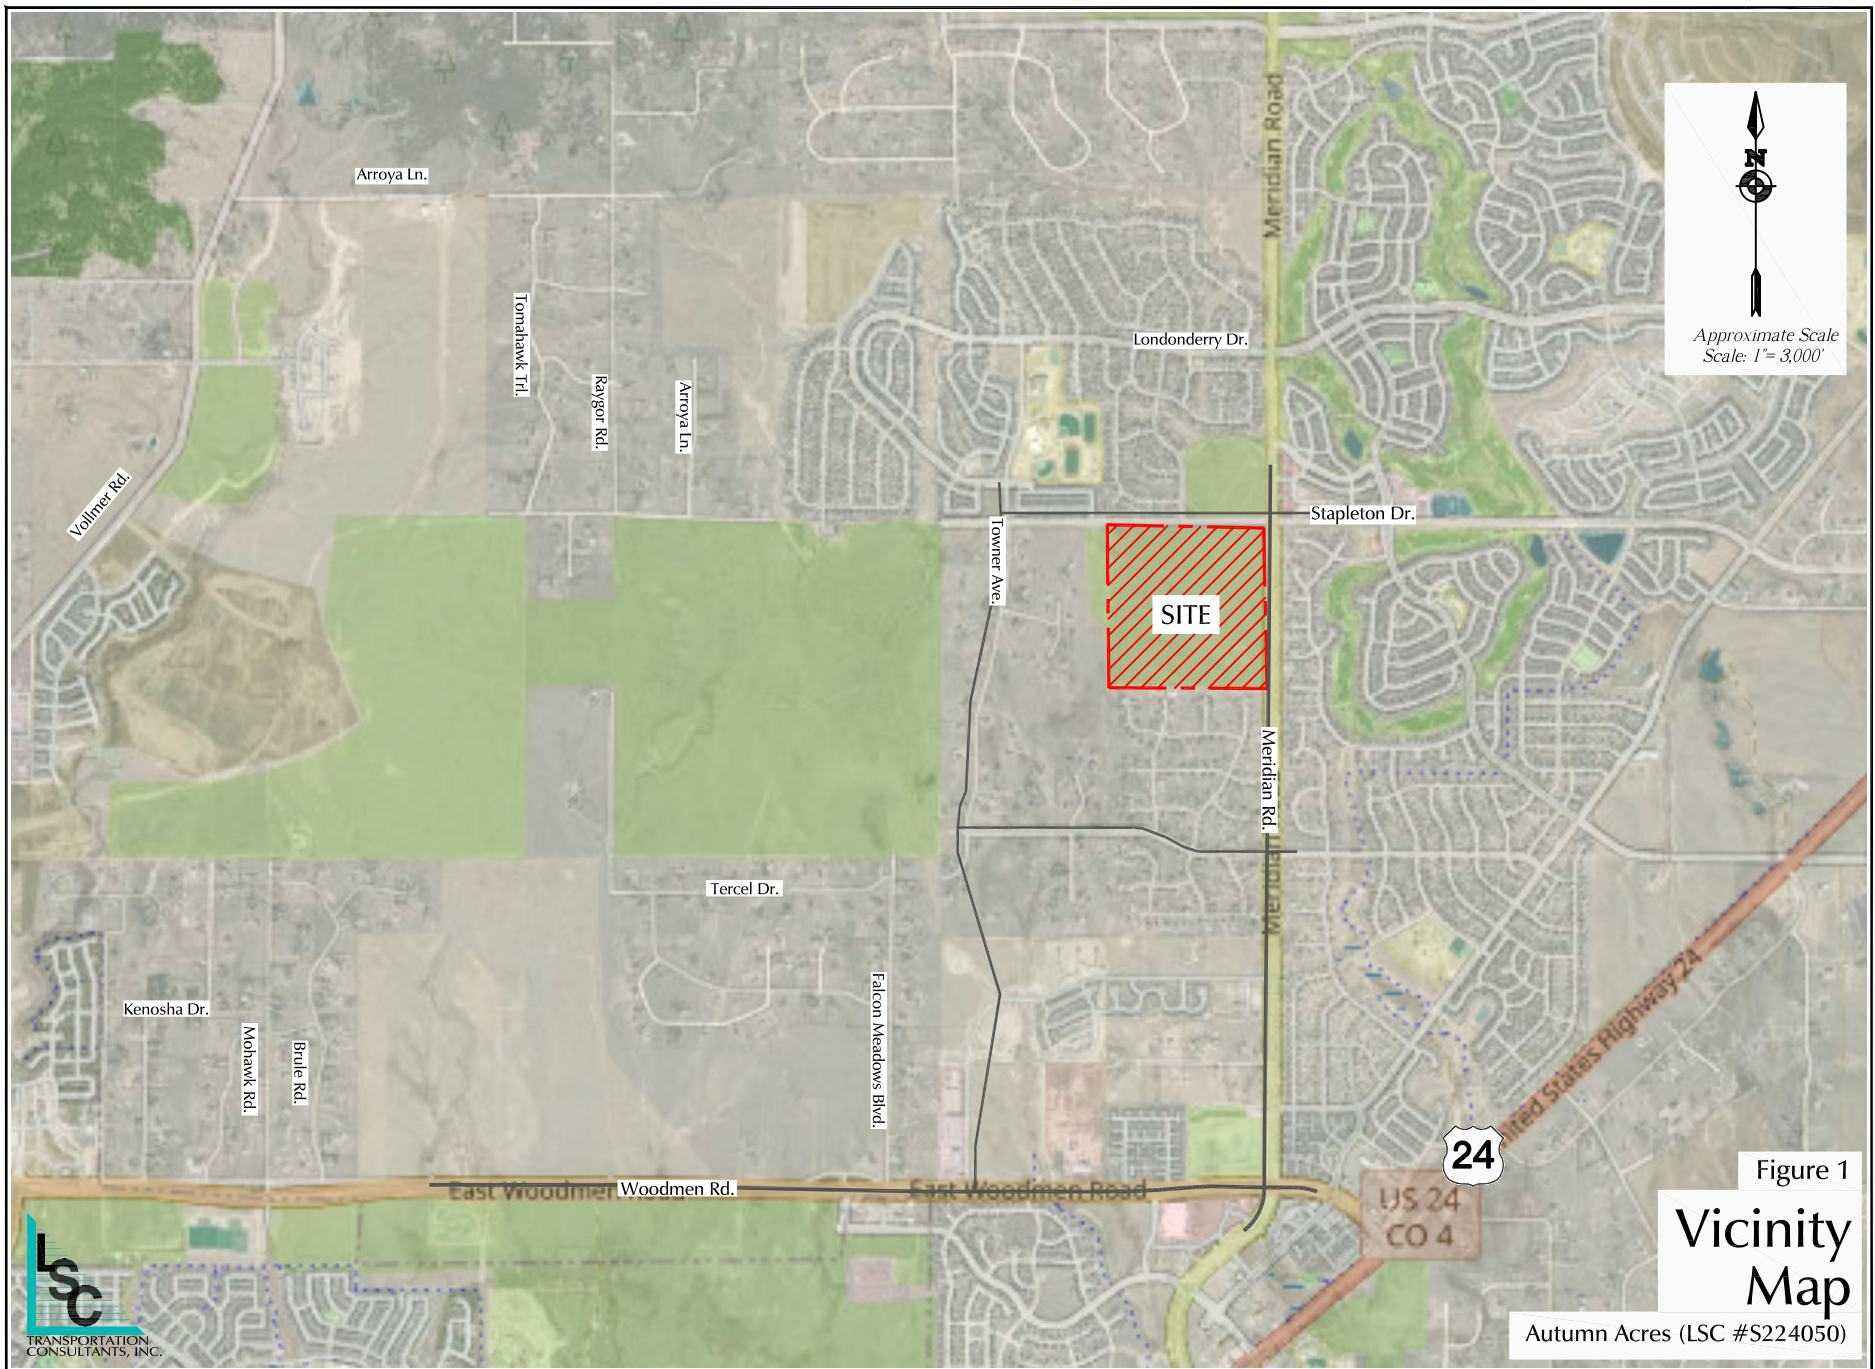 Meridian Road
N
Approximate Scale
Scale: 1"= 3,000'
Arroya Ln.
Tomahawk Trl.
Raygor Rd.
Arroya Ln.
Londonderry Dr.
Vollmer Rd.
Stapleton Dr.
Towner Ave.
SITE
Meridian Rd.
Meridian
Tercel Dr.
Falcon Meadows Blvd.
Kenosha Dr.
Mohawk Rd.
Brule Rd.
United States Highway 24
24
East Woodmen Road
Woodmen Rd.
East Woodmen Road
US 24
CO 4
Figure 1
Vicinity
Map
Autumn Acres (LSC #S224050)
LSC
TRANSPORTATION
CONSULTANTS, INC.